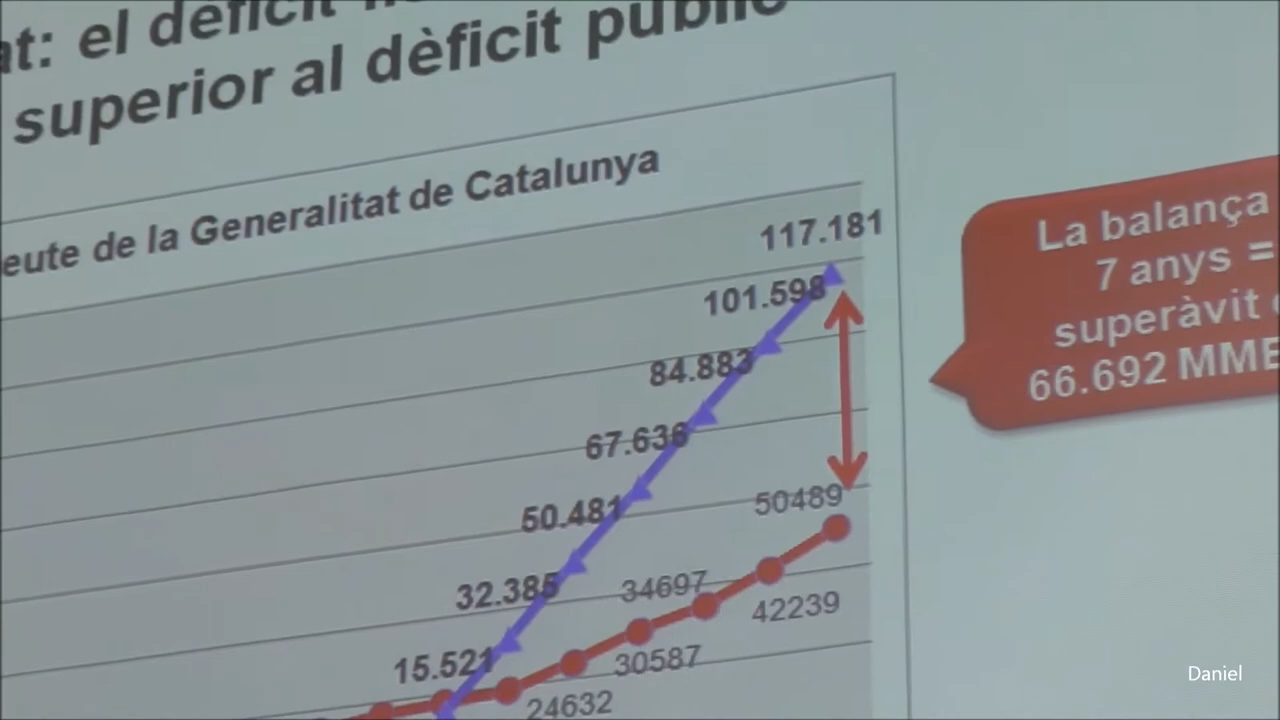 at: el dèficit
superior al dèficit públic
eute de la Generalitat de Catalunya
117.181
101.598
84.883
67.636
50.481
32.385
15.521
50489
42239
34697
30587
24632
La balança
7 anys =
superàvit
66.692 MME
Daniel